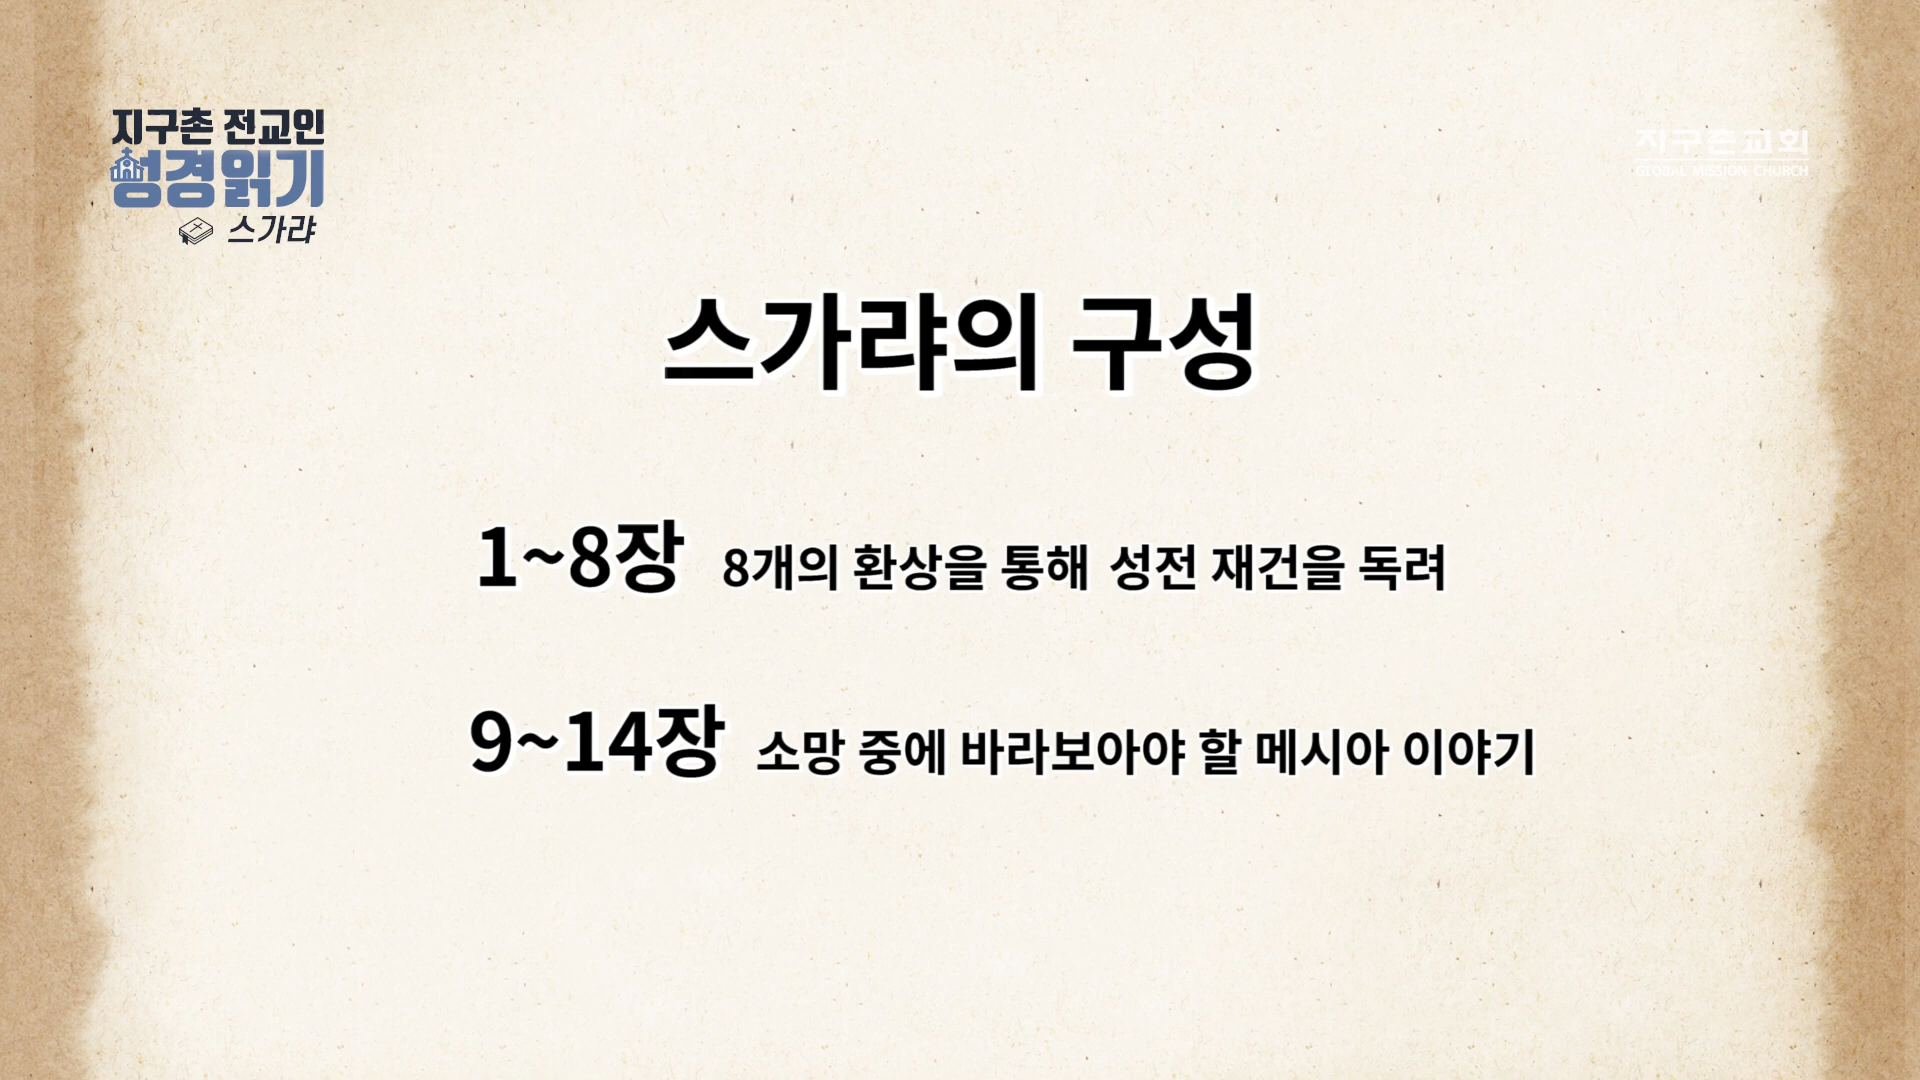 지구촌 전교인
성경읽기
스가랴
지구촌교회
GLOBAL MISSION CHURCH
스가랴의 구성
1~8장 8개의 환상을 통해 성전 재건을 독려
9~14장 소망 중에 바라보아야 할 메시아 이야기